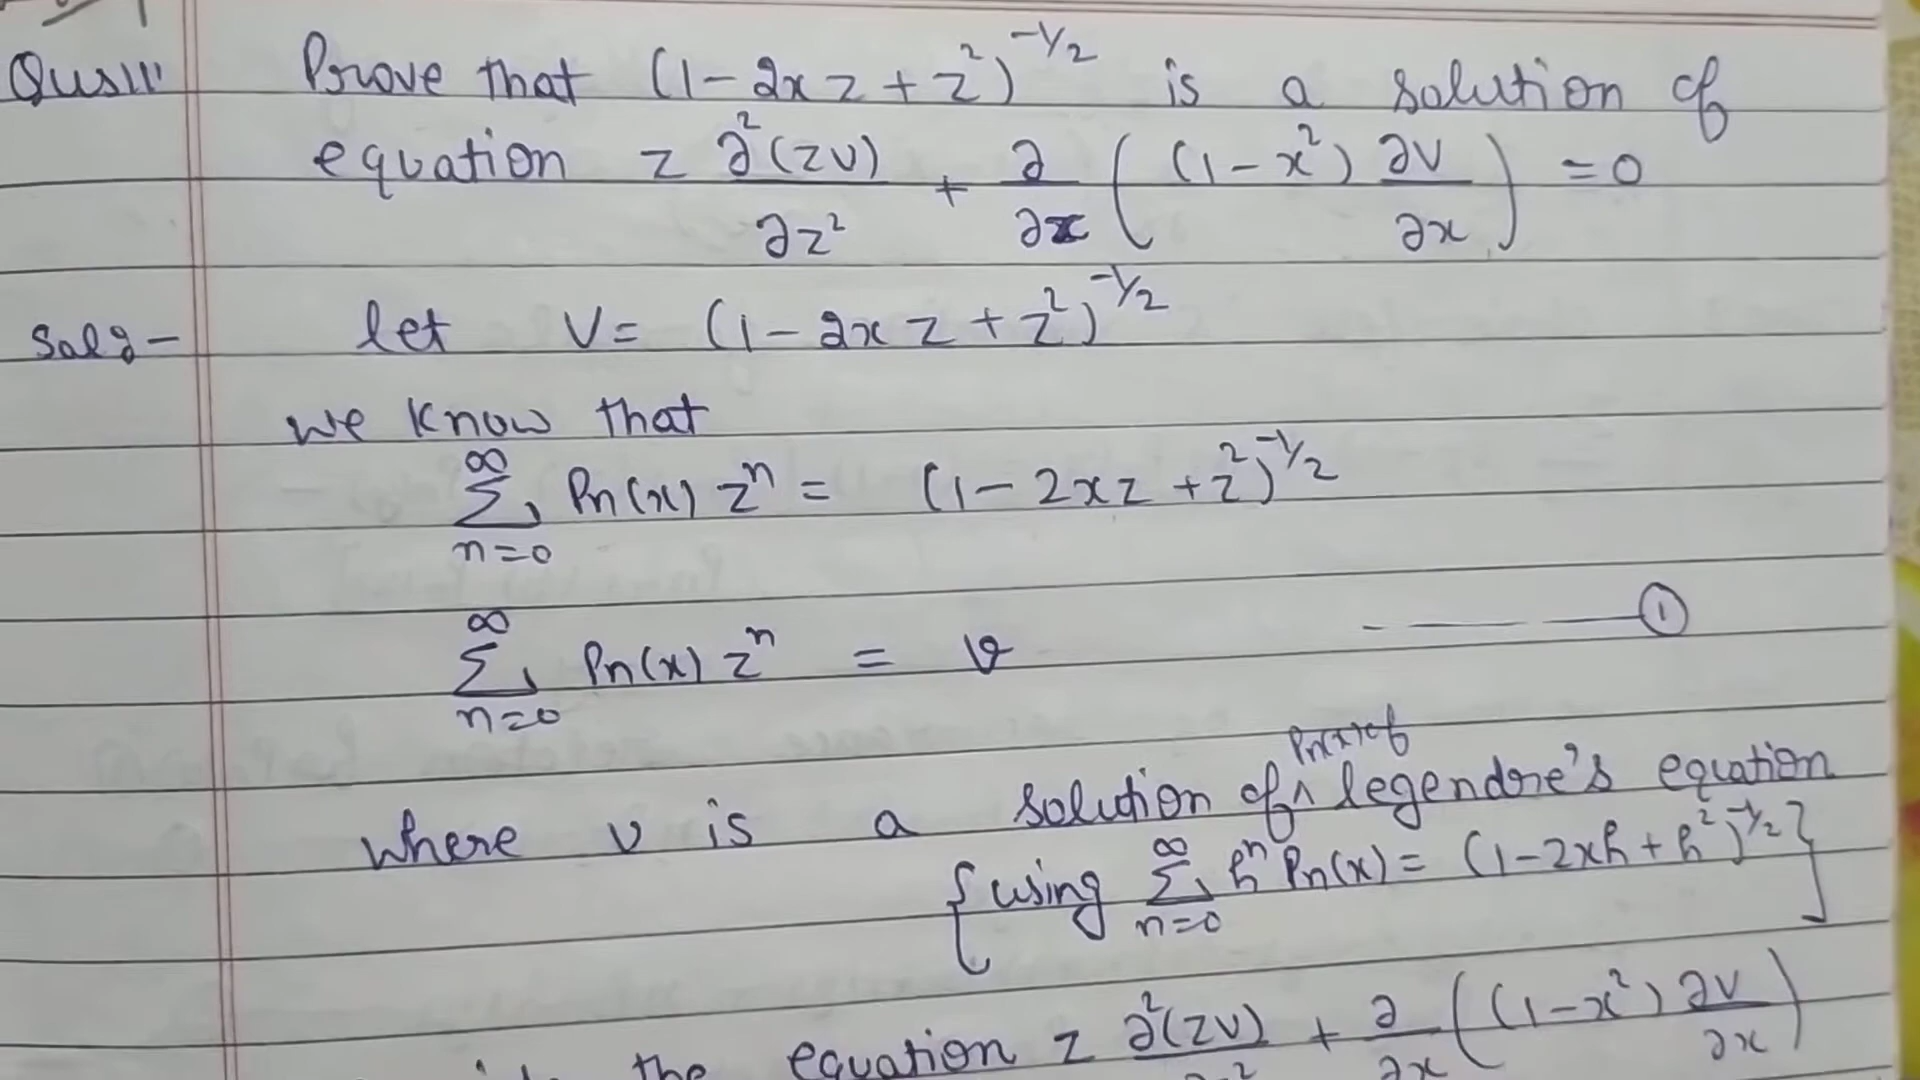 Qus11 Prove that (1-2xz+z²)^-1/2 is a solution of
equation z ∂²(zv)/∂z² + ∂/∂x ((1-x²) ∂v/∂x) = 0
Solⁿ- let v = (1-2xz+z²)^-1/2
we know that
∞∑n=0 Pn(x) zⁿ = (1-2xz+z²)^-1/2
∞∑n=0 Pn(x) zⁿ = v ------①
where v is a solution of ^ Pn(x) of legendre's equation
{using ∞∑n=0 hⁿ Pn(x) = (1-2xh+h²)^-1/2}
the equation z ∂²(zv) + ∂/∂x ((1-x²) ∂v/∂x)